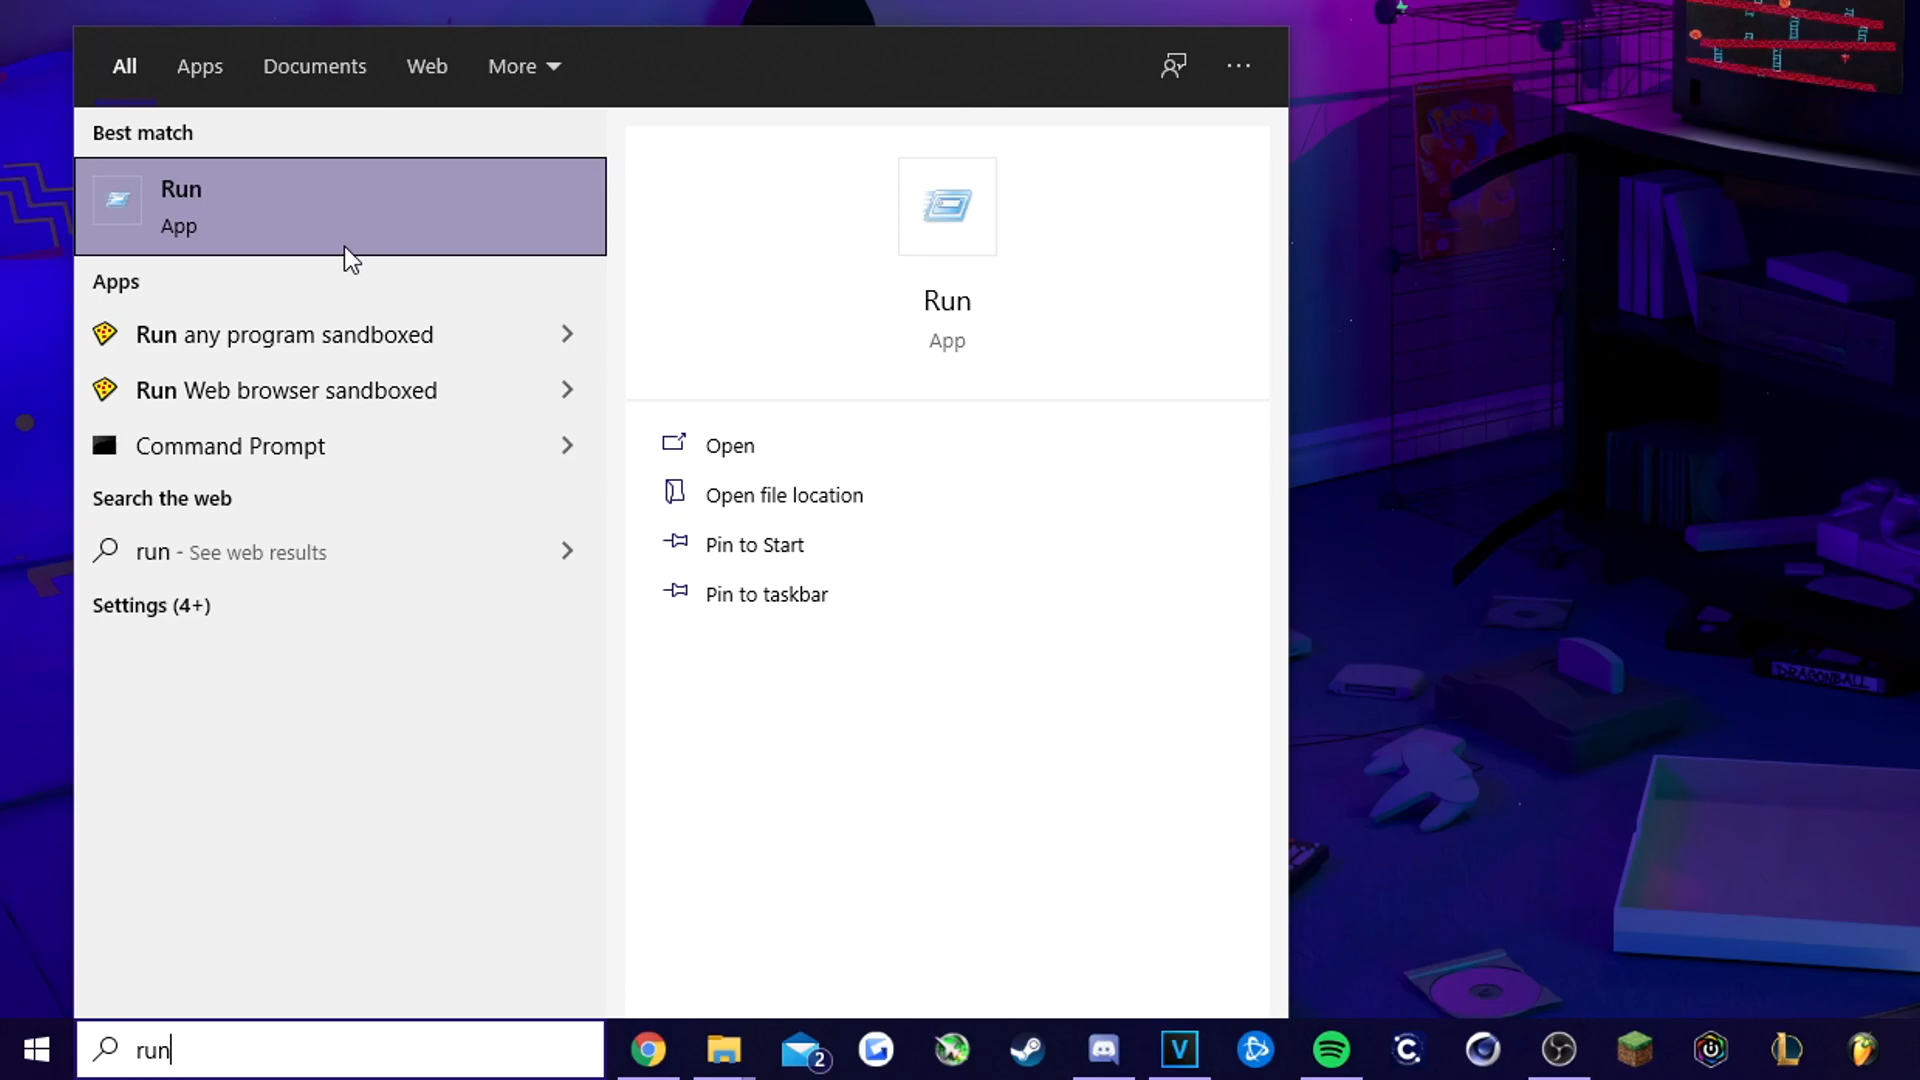 All Apps Documents Web More
Best match
Run
App
Apps
Run any program sandboxed
Run Web browser sandboxed
Command Prompt
Search the web
run - See web results
Settings (4+)
Run
App
Open
Open file location
Pin to Start
Pin to taskbar
DRAGONBALL
run
2
V